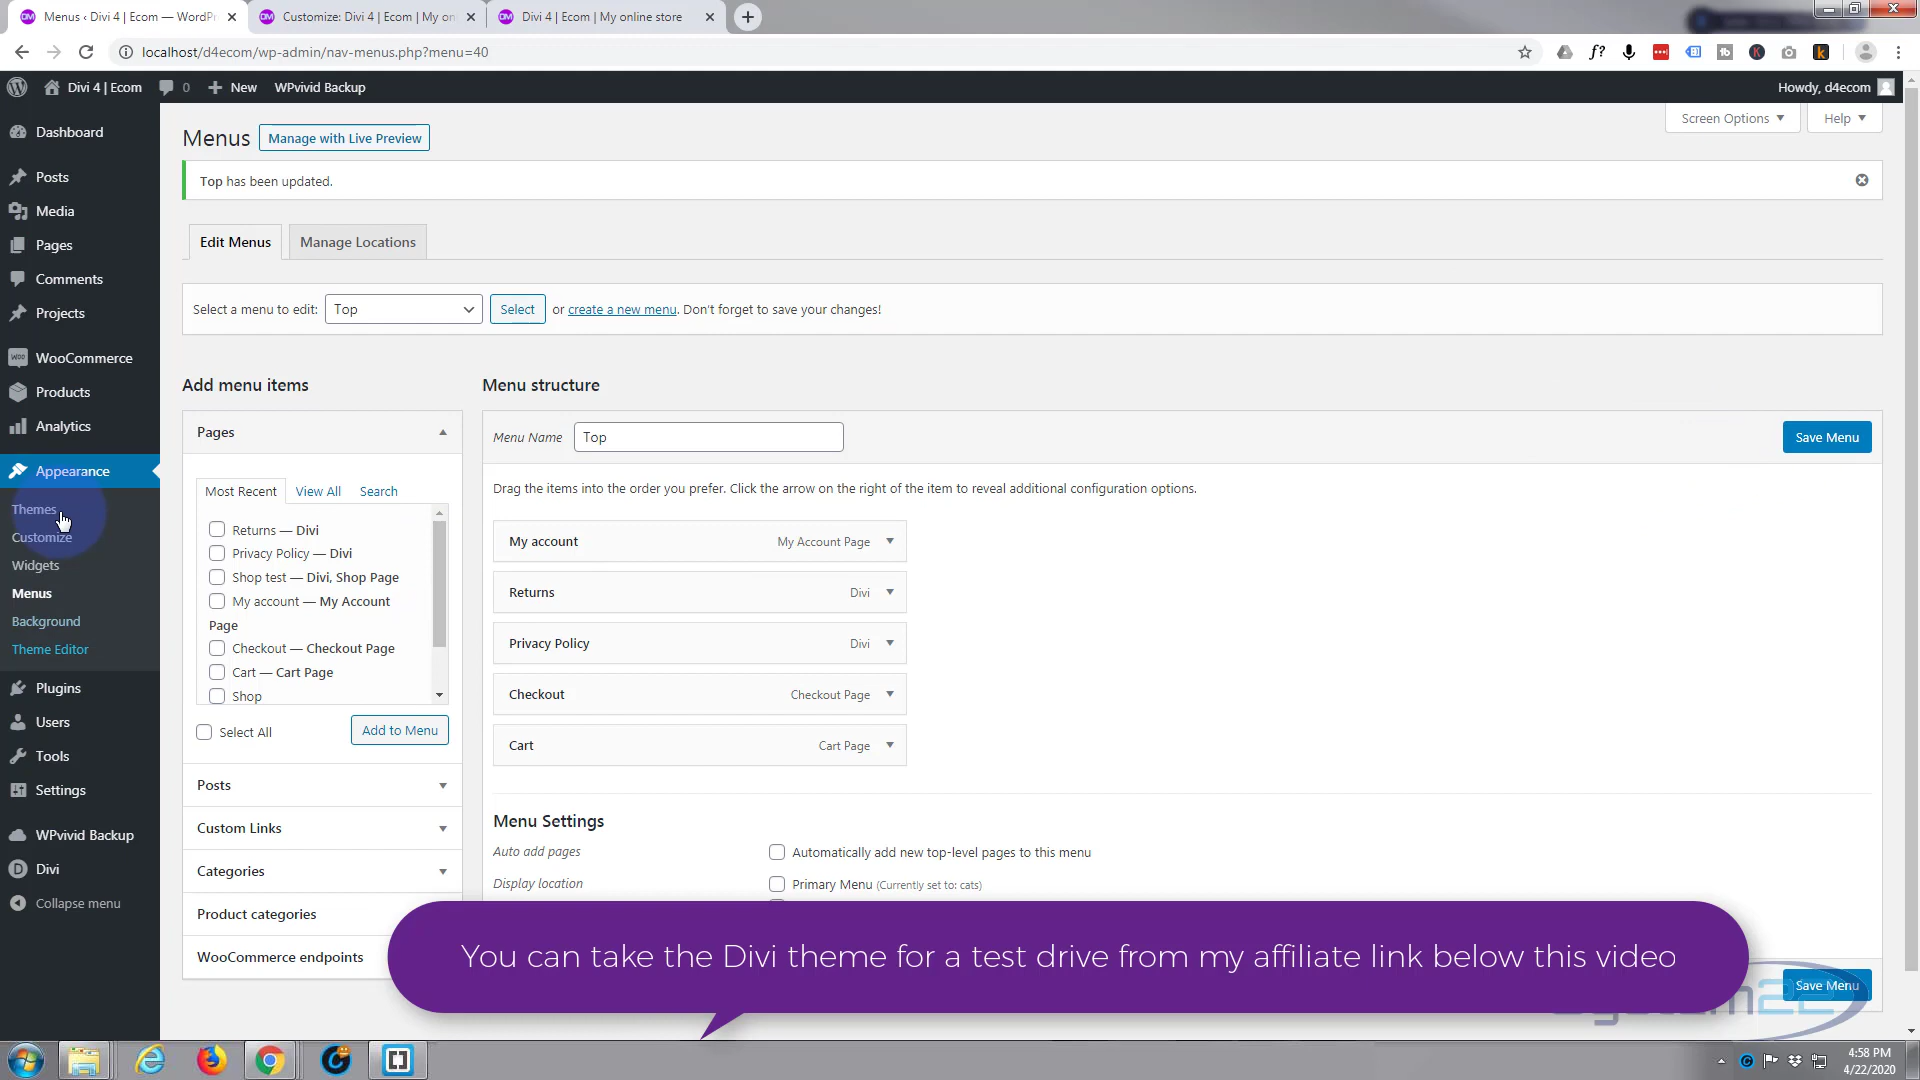 Menus ‹ Divi 4 | Ecom — WordPr
Customize: Divi 4 | Ecom | My on
Divi 4 | Ecom | My online store
localhost/d4ecom/wp-admin/nav-menus.php?menu=40
Divi 4 | Ecom
0
New
WPvivid Backup
Howdy, d4ecom
Dashboard
Posts
Media
Pages
Comments
Projects
WooCommerce
Products
Analytics
Appearance
Themes
Customize
Widgets
Menus
Background
Theme Editor
Plugins
Users
Tools
Settings
WPvivid Backup
Divi
Collapse menu
Menus
Manage with Live Preview
Screen Options
Help
Top has been updated.
Edit Menus
Manage Locations
Select a menu to edit: Top Select or create a new menu. Don't forget to save your changes!
Add menu items
Pages
Most Recent
View All
Search
Returns — Divi
Privacy Policy — Divi
Shop test — Divi, Shop Page
My account — My Account
Page
Checkout — Checkout Page
Cart — Cart Page
Shop
Select All
Add to Menu
Posts
Custom Links
Categories
Product categories
WooCommerce endpoints
Menu structure
Menu Name Top
Save Menu
Drag the items into the order you prefer. Click the arrow on the right of the item to reveal additional configuration options.
My account My Account Page
Returns Divi
Privacy Policy Divi
Checkout Checkout Page
Cart Cart Page
Menu Settings
Auto add pages
Automatically add new top-level pages to this menu
Display location
Primary Menu (Currently set to: cats)
You can take the Divi theme for a test drive from my affiliate link below this video
Save Menu
4:58 PM
4/22/2020